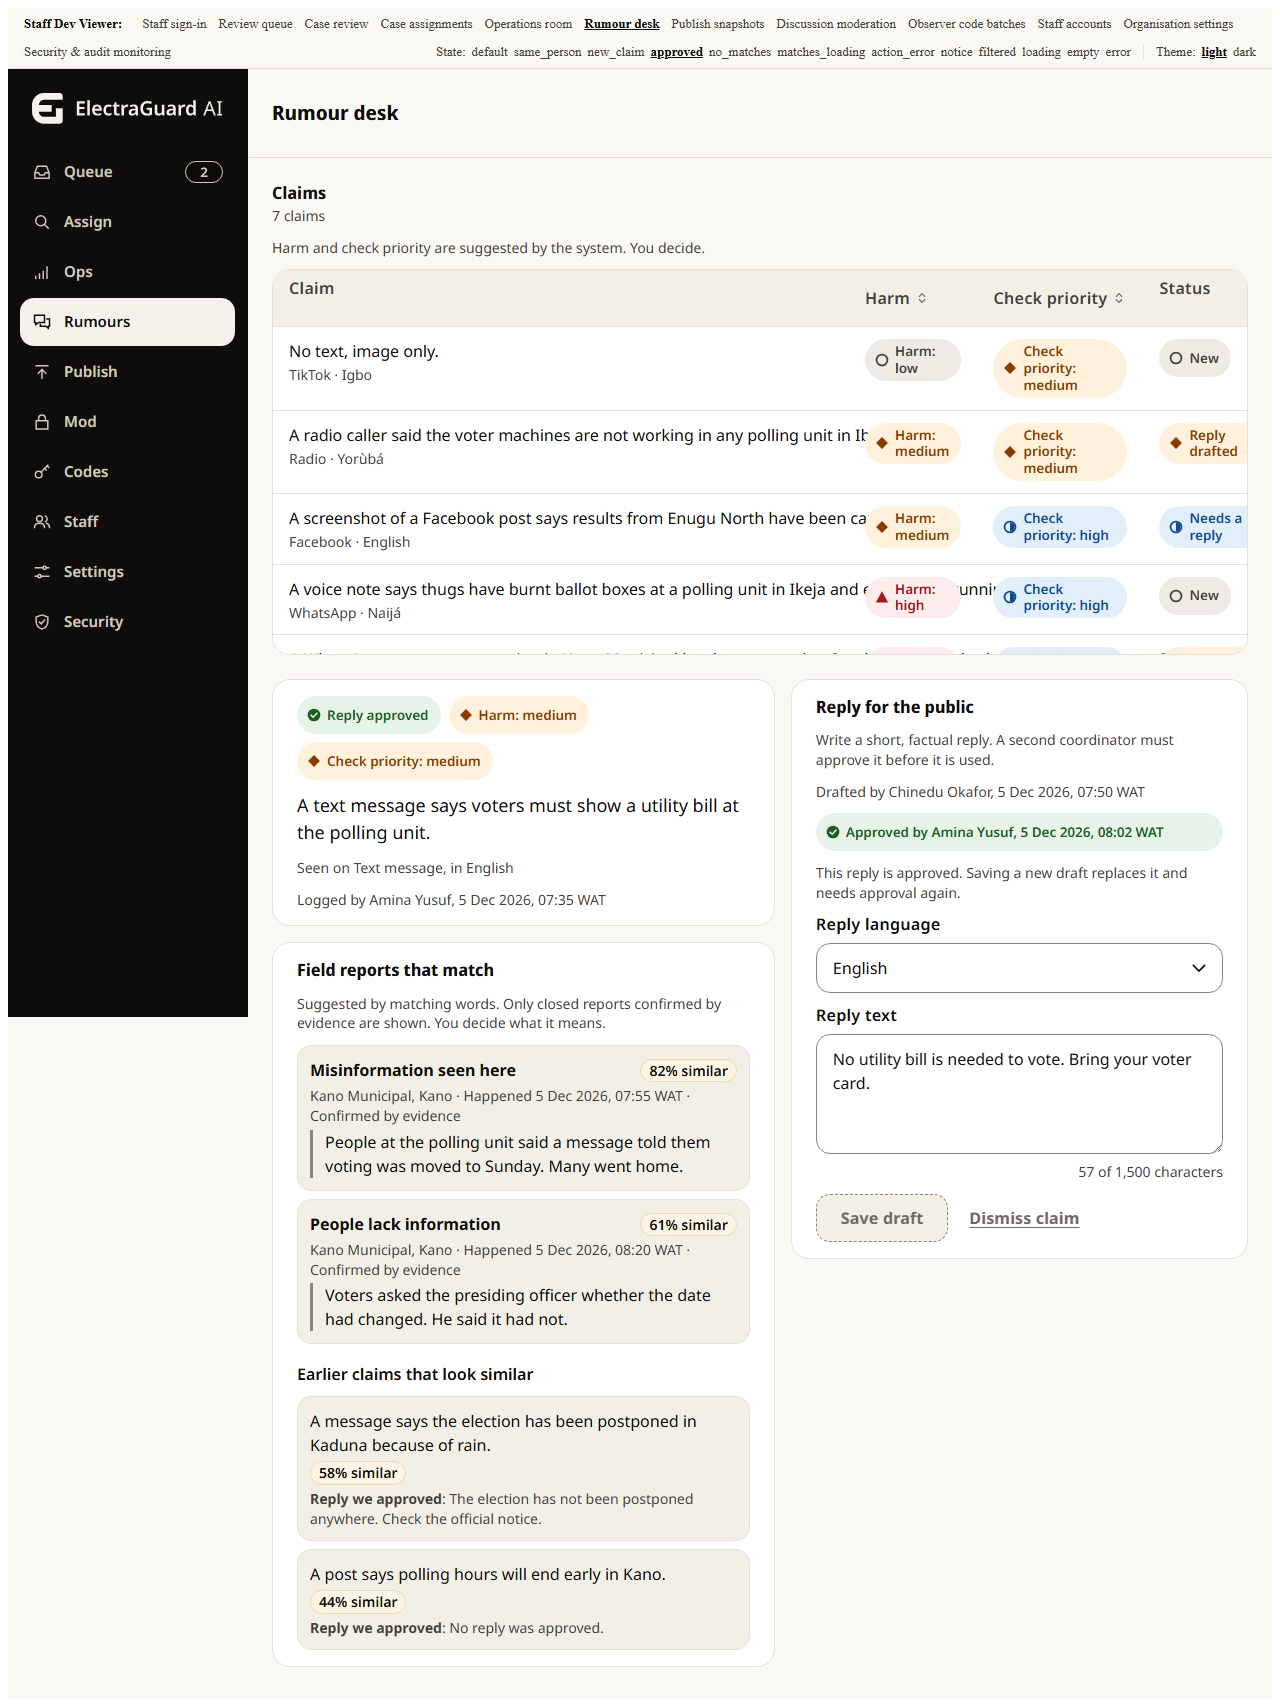 Staff Dev Viewer: Staff sign-in Review queue Case review Case assignments Operations room Rumour desk Publish snapshots Discussion moderation Observer code batches Staff accounts Organisation settings
Security & audit monitoring
State: default same_person new_claim approved no_matches matches_loading action_error notice filtered loading empty error Theme: light dark
ElectraGuard AI
Queue 2
Assign
Ops
Rumours
Publish
Mod
Codes
Staff
Settings
Security
Rumour desk
Claims
7 claims
Harm and check priority are suggested by the system. You decide.
Claim Harm Check priority Status
No text, image only.
TikTok · Igbo
Harm: low
Check priority: medium
New
A radio caller said the voter machines are not working in any polling unit in
Radio · Yorùbá
Harm: medium
Check priority: medium
Reply drafted
A screenshot of a Facebook post says results from Enugu North have been
Facebook · English
Harm: medium
Check priority: high
Needs a reply
A voice note says thugs have burnt ballot boxes at a polling unit in Ikeja and
WhatsApp · Naijá
Harm: high
Check priority: high
New
Reply approved
Harm: medium
Check priority: medium
A text message says voters must show a utility bill at
the polling unit.
Seen on Text message, in English
Logged by Amina Yusuf, 5 Dec 2026, 07:35 WAT
Field reports that match
Suggested by matching words. Only closed reports confirmed by
evidence are shown. You decide what it means.
Misinformation seen here 82% similar
Kano Municipal, Kano · Happened 5 Dec 2026, 07:55 WAT ·
Confirmed by evidence
People at the polling unit said a message told them
voting was moved to Sunday. Many went home.
People lack information 61% similar
Kano Municipal, Kano · Happened 5 Dec 2026, 08:20 WAT ·
Confirmed by evidence
Voters asked the presiding officer whether the date
had changed. He said it had not.
Earlier claims that look similar
A message says the election has been postponed in
Kaduna because of rain.
58% similar
Reply we approved: The election has not been postponed
anywhere. Check the official notice.
A post says polling hours will end early in Kano.
44% similar
Reply we approved: No reply was approved.
Reply for the public
Write a short, factual reply. A second coordinator must
approve it before it is used.
Drafted by Chinedu Okafor, 5 Dec 2026, 07:50 WAT
Approved by Amina Yusuf, 5 Dec 2026, 08:02 WAT
This reply is approved. Saving a new draft replaces it and
needs approval again.
Reply language
English
Reply text
No utility bill is needed to vote. Bring your voter
card.
57 of 1,500 characters
Save draft
Dismiss claim